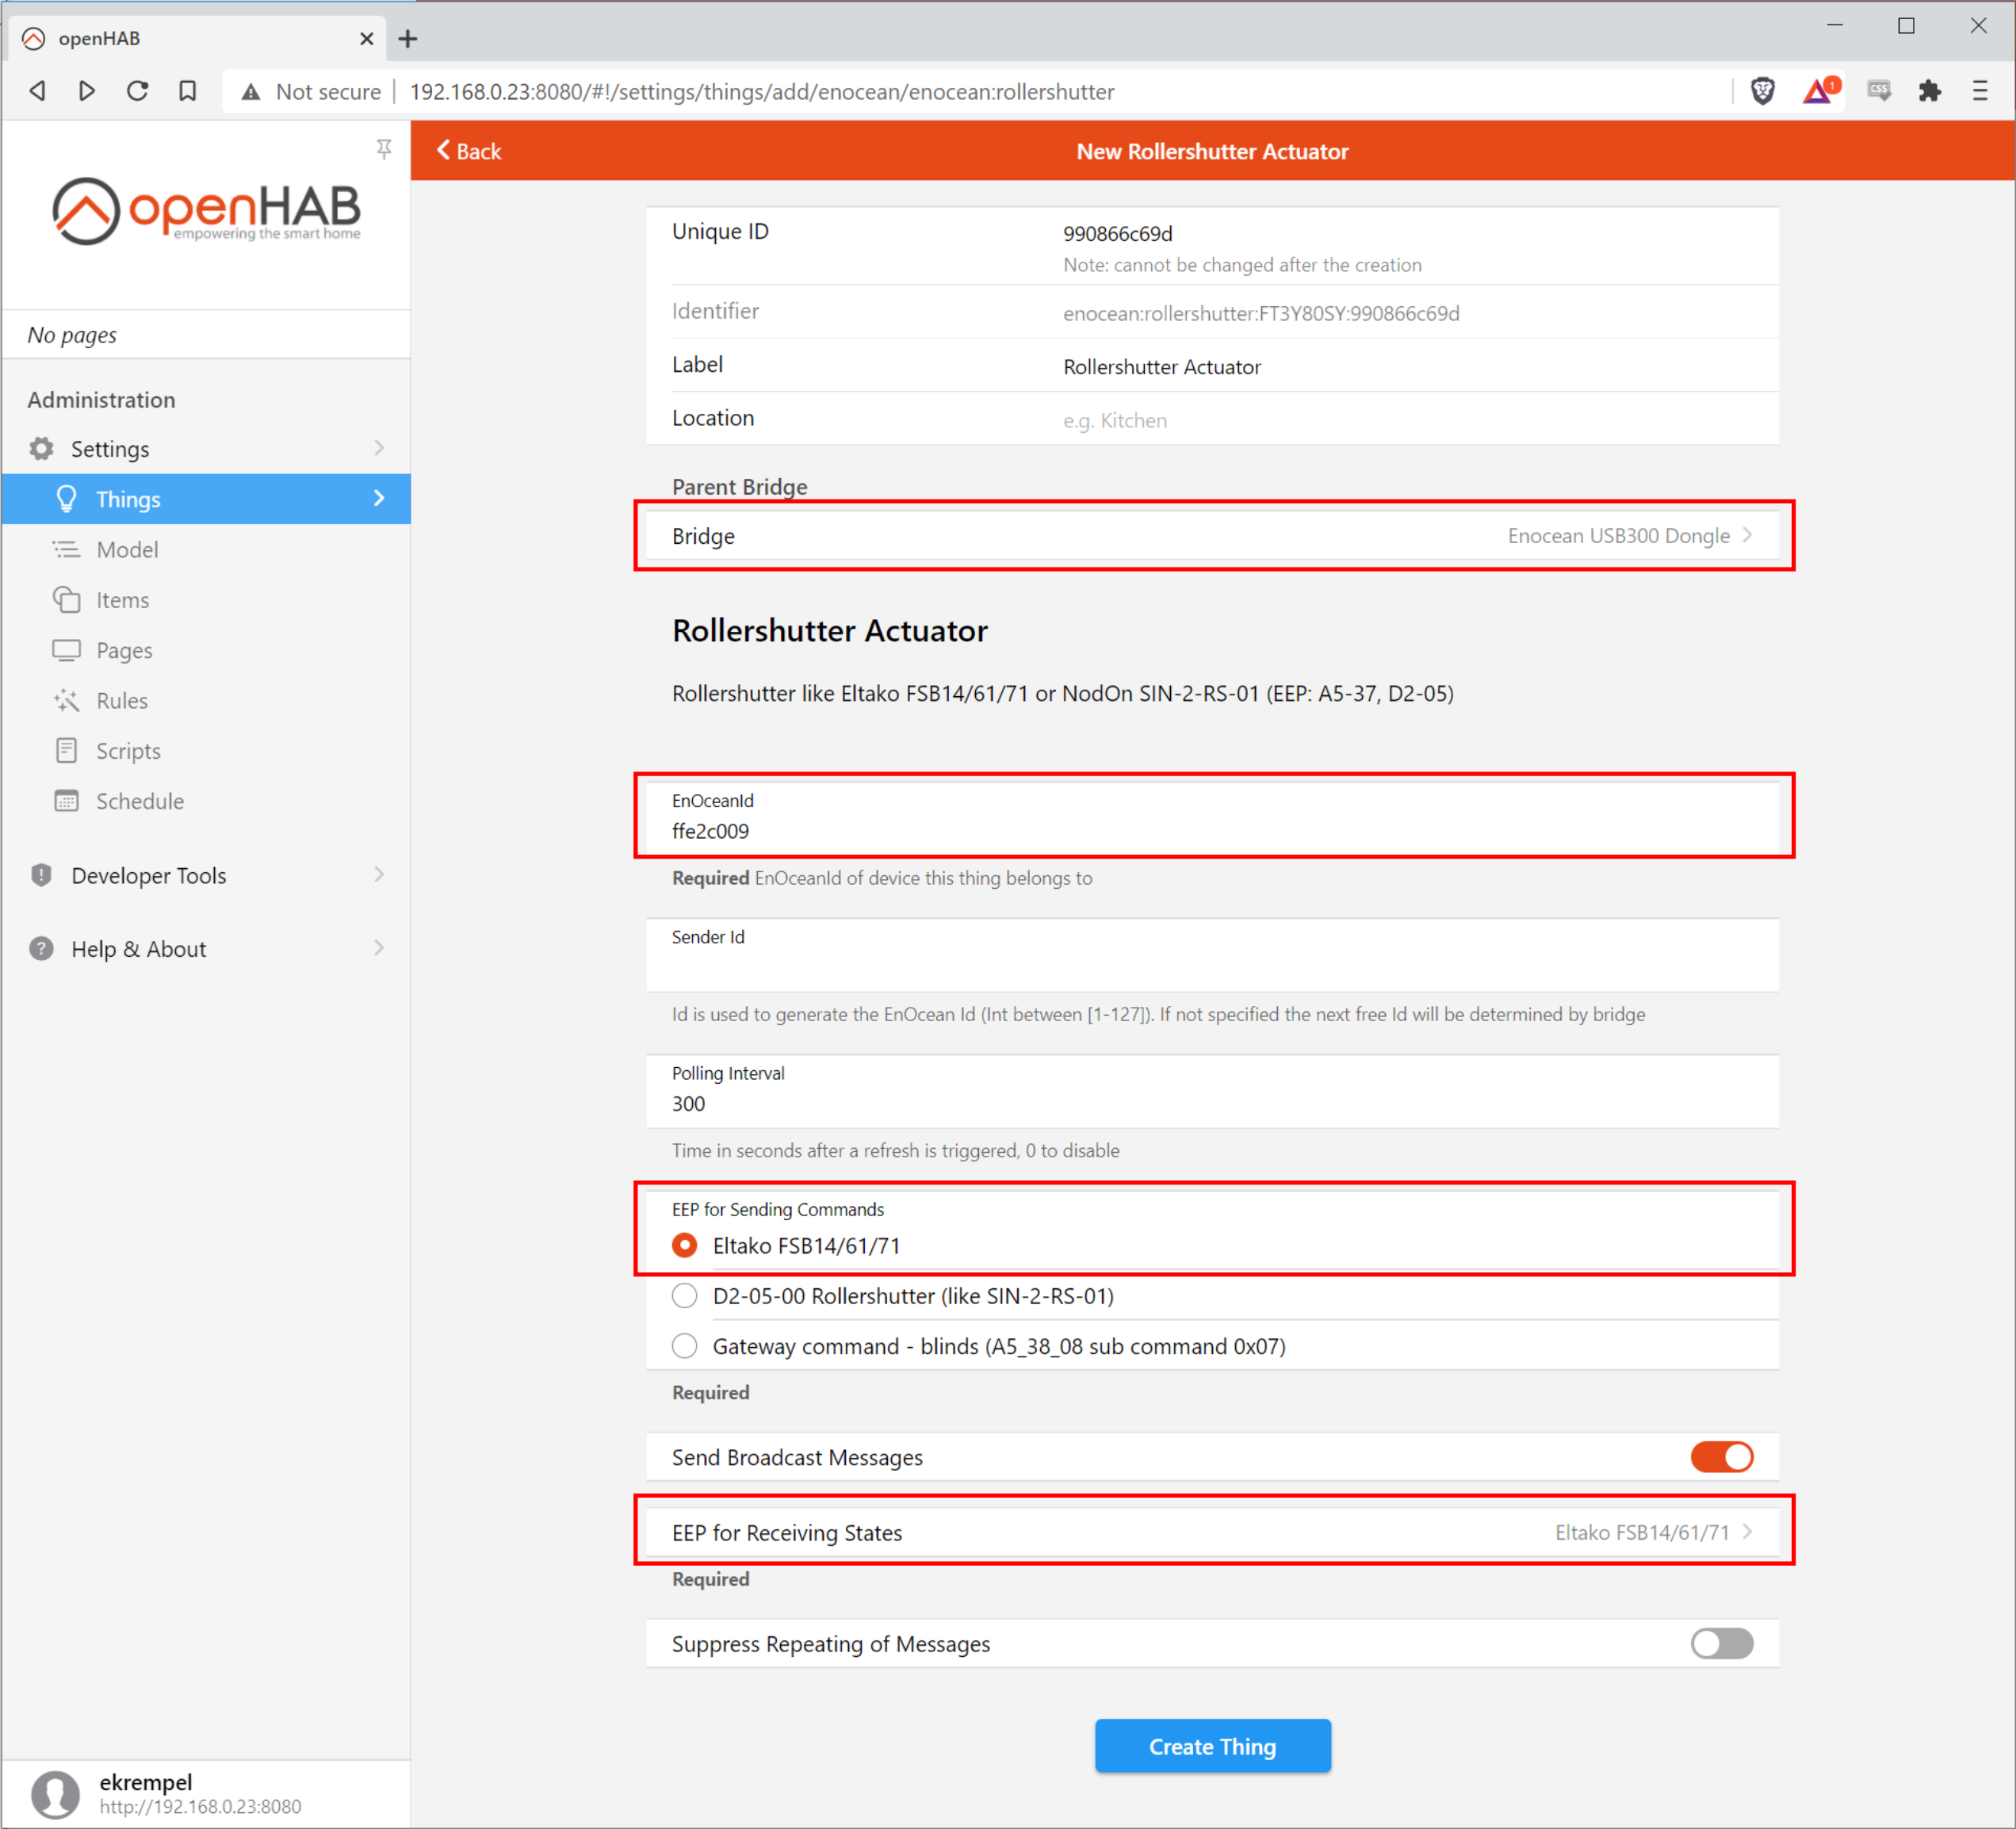 openHAB
Not secure
192.168.0.23:8080/#!/settings/things/add/enocean/enocean:rollershutter
1
CSS
openHAB
empowering the smart home
No pages
Administration
Settings
Things
Model
Items
Pages
Rules
Scripts
Schedule
Developer Tools
Help & About
ekrempel
http://192.168.0.23:8080
Back
New Rollershutter Actuator
Unique ID
990866c69d
Note: cannot be changed after the creation
Identifier
enocean:rollershutter:FT3Y80SY:990866c69d
Label
Rollershutter Actuator
Location
e.g. Kitchen
Parent Bridge
Bridge
Enocean USB300 Dongle
Rollershutter Actuator
Rollershutter like Eltako FSB14/61/71 or NodOn SIN-2-RS-01 (EEP: A5-37, D2-05)
EnOceanId
ffe2c009
Required EnOceanId of device this thing belongs to
Sender Id
Id is used to generate the EnOcean Id (Int between [1-127]). If not specified the next free Id will be determined by bridge
Polling Interval
300
Time in seconds after a refresh is triggered, 0 to disable
EEP for Sending Commands
Eltako FSB14/61/71
D2-05-00 Rollershutter (like SIN-2-RS-01)
Gateway command - blinds (A5_38_08 sub command 0x07)
Required
Send Broadcast Messages
EEP for Receiving States
Eltako FSB14/61/71
Required
Suppress Repeating of Messages
Create Thing